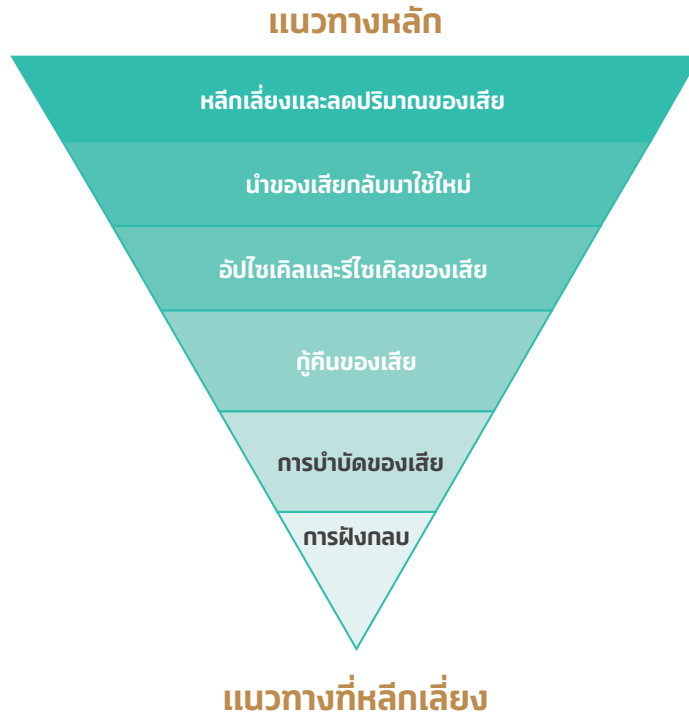 แนวทางหลัก
หลีกเลี่ยงและลดปริมาณของเสีย
นำของเสียกลับมาใช้ใหม่
อัปไซเคิลและรีไซเคิลของเสีย
กู้คืนของเสีย
การบำบัดของเสีย
การฝังกลบ
แนวทางที่หลีกเลี่ยง